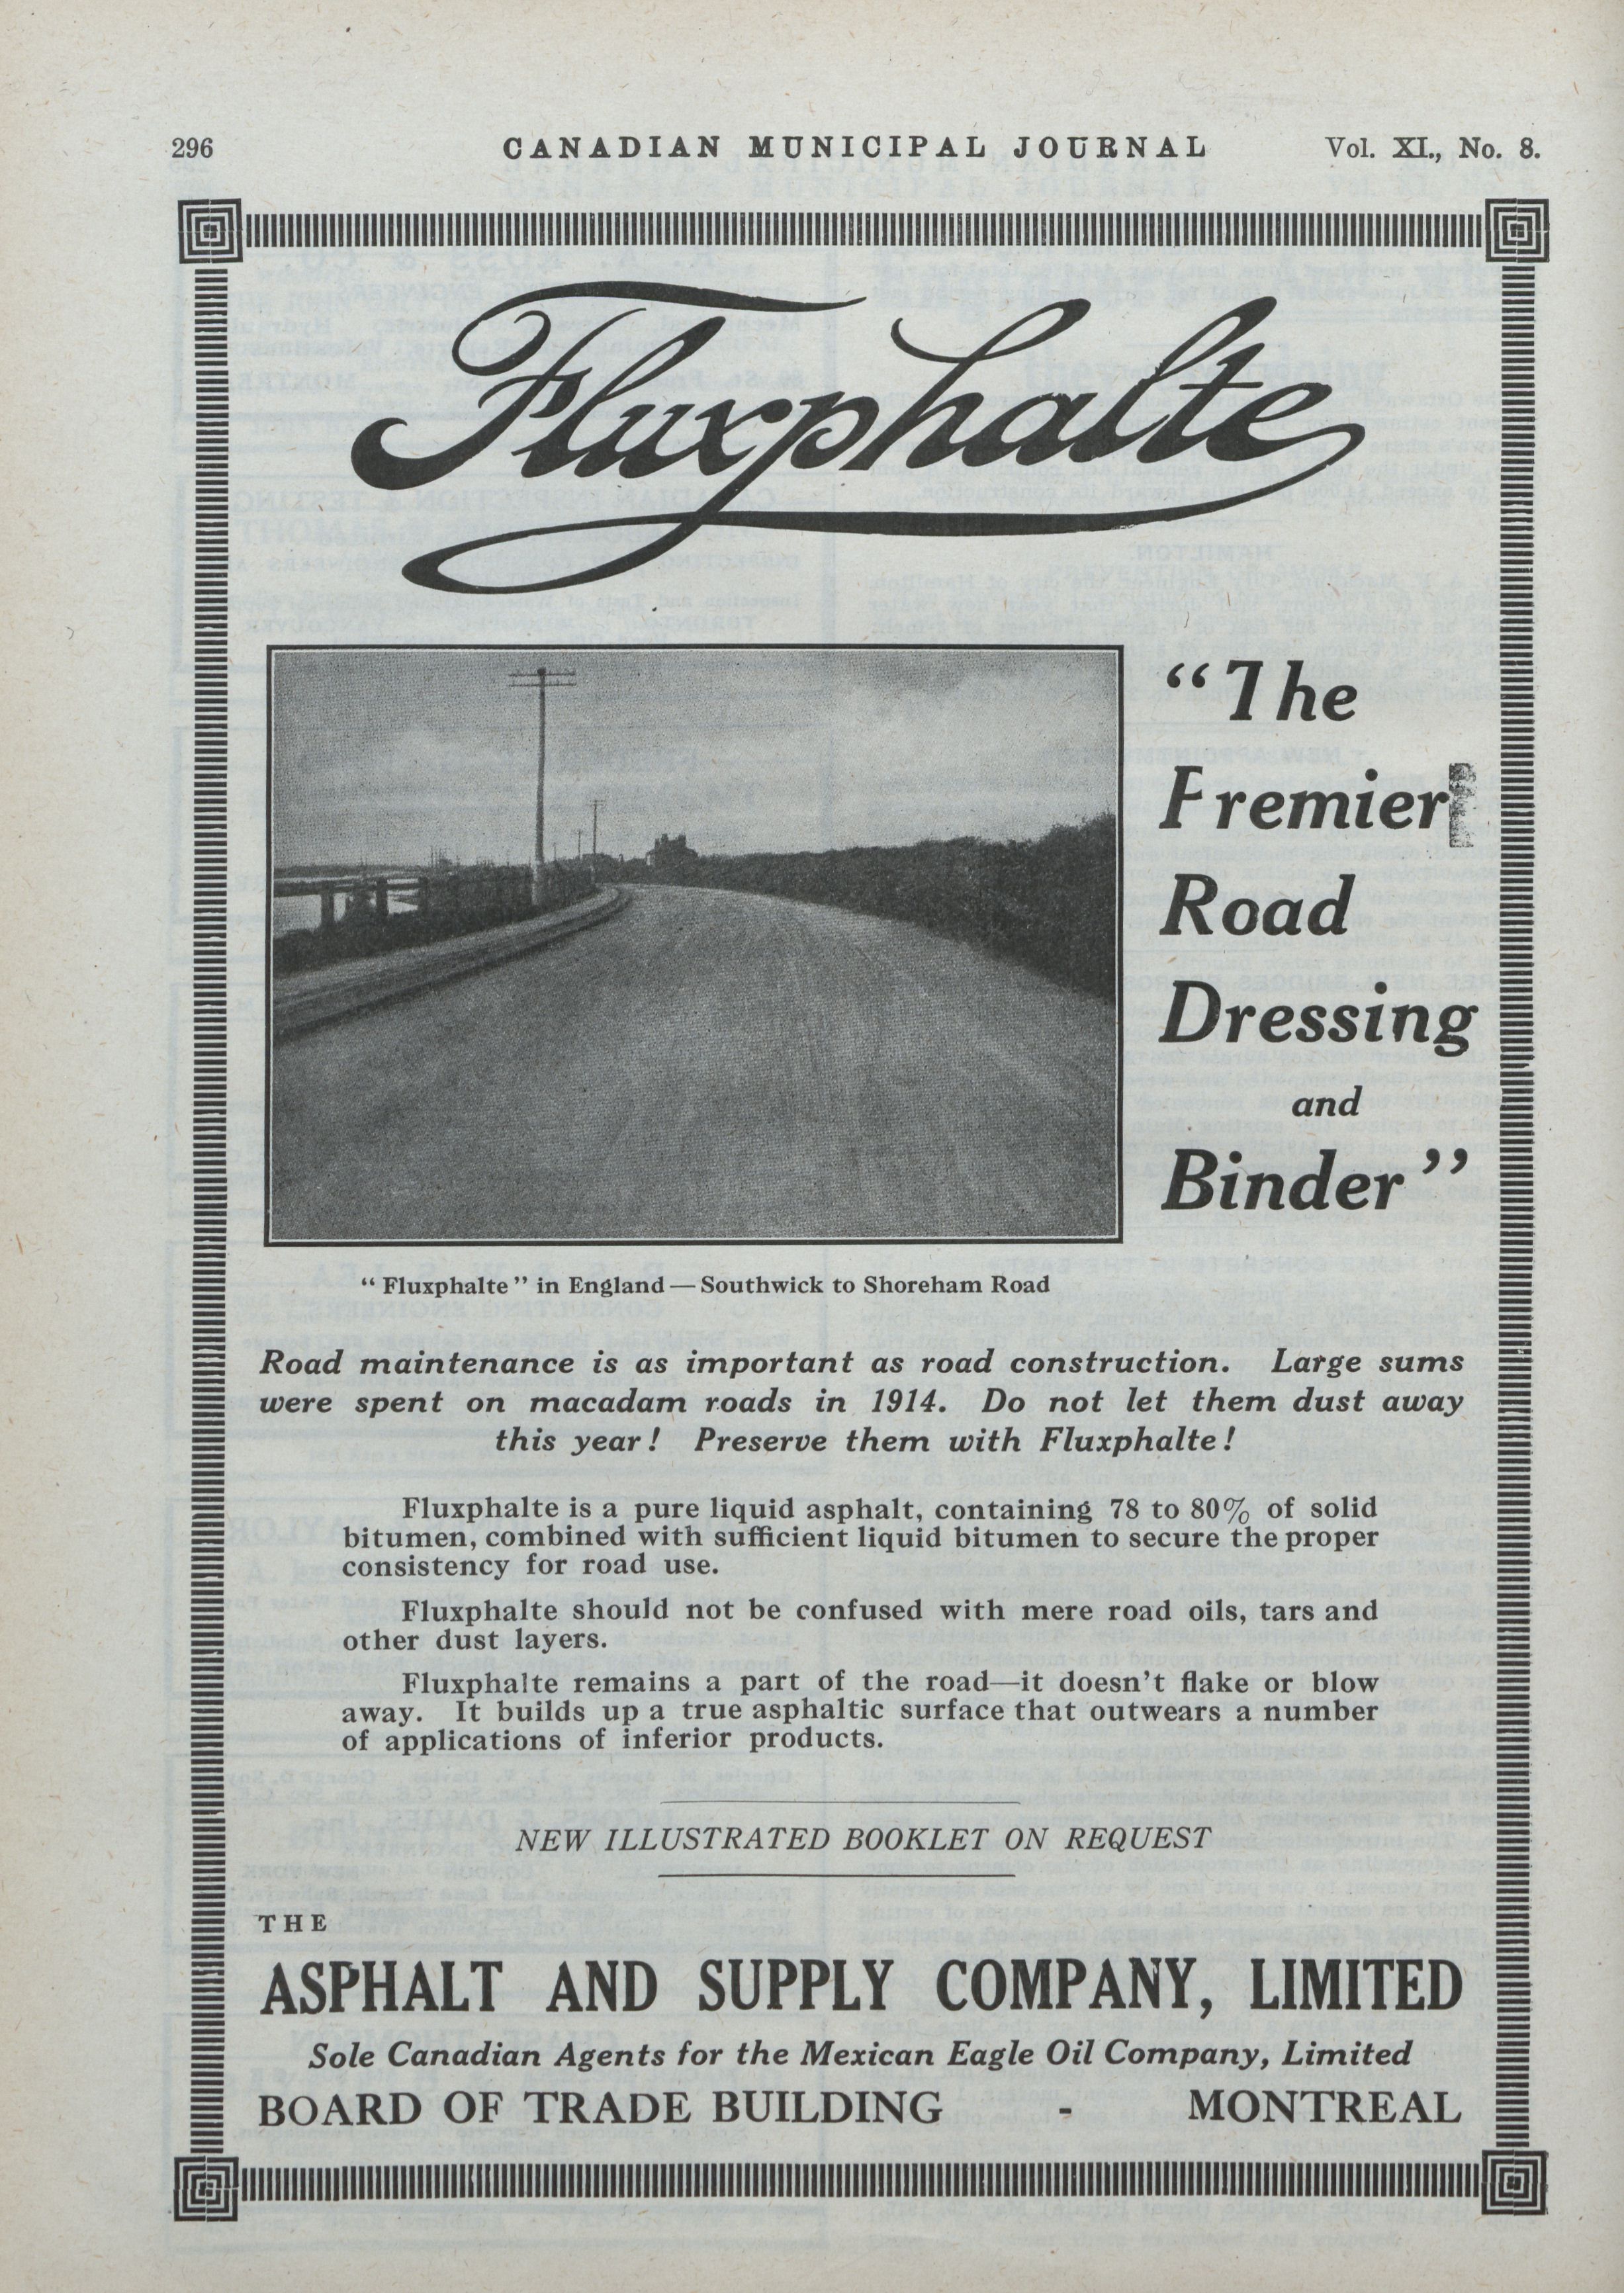 296
CANADIAN MUNICIPAL JOURNAL
Vol. XI., No. 8.
Fluxphalte
"The
Premier
Road
Dressing
and
Binder"
"Fluxphalte" in England — Southwick to Shoreham Road
Road maintenance is as important as road construction. Large sums
were spent on macadam roads in 1914. Do not let them dust away
this year! Preserve them with Fluxphalte!
Fluxphalte is a pure liquid asphalt, containing 78 to 80% of solid
bitumen, combined with sufficient liquid bitumen to secure the proper
consistency for road use.
Fluxphalte should not be confused with mere road oils, tars and
other dust layers.
Fluxphalte remains a part of the road—it doesn't flake or blow
away. It builds up a true asphaltic surface that outwears a number
of applications of inferior products.
NEW ILLUSTRATED BOOKLET ON REQUEST
THE
ASPHALT AND SUPPLY COMPANY, LIMITED
Sole Canadian Agents for the Mexican Eagle Oil Company, Limited
BOARD OF TRADE BUILDING - MONTREAL